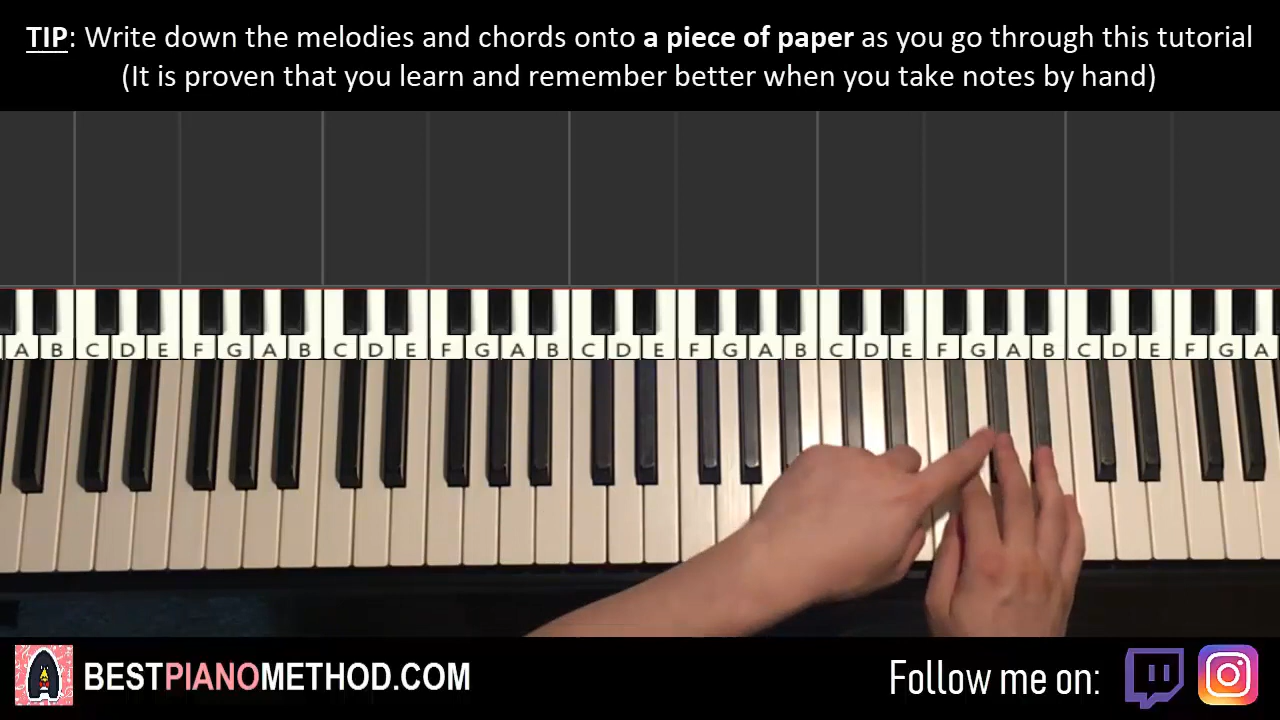 TIP: Write down the melodies and chords onto a piece of paper as you go through this tutorial
(It is proven that you learn and remember better when you take notes by hand)
A B C D E F G A B C D E F G A B C D E F G A B C D E F G A B C D E F G A
BESTPIANOMETHOD.COM
Follow me on: